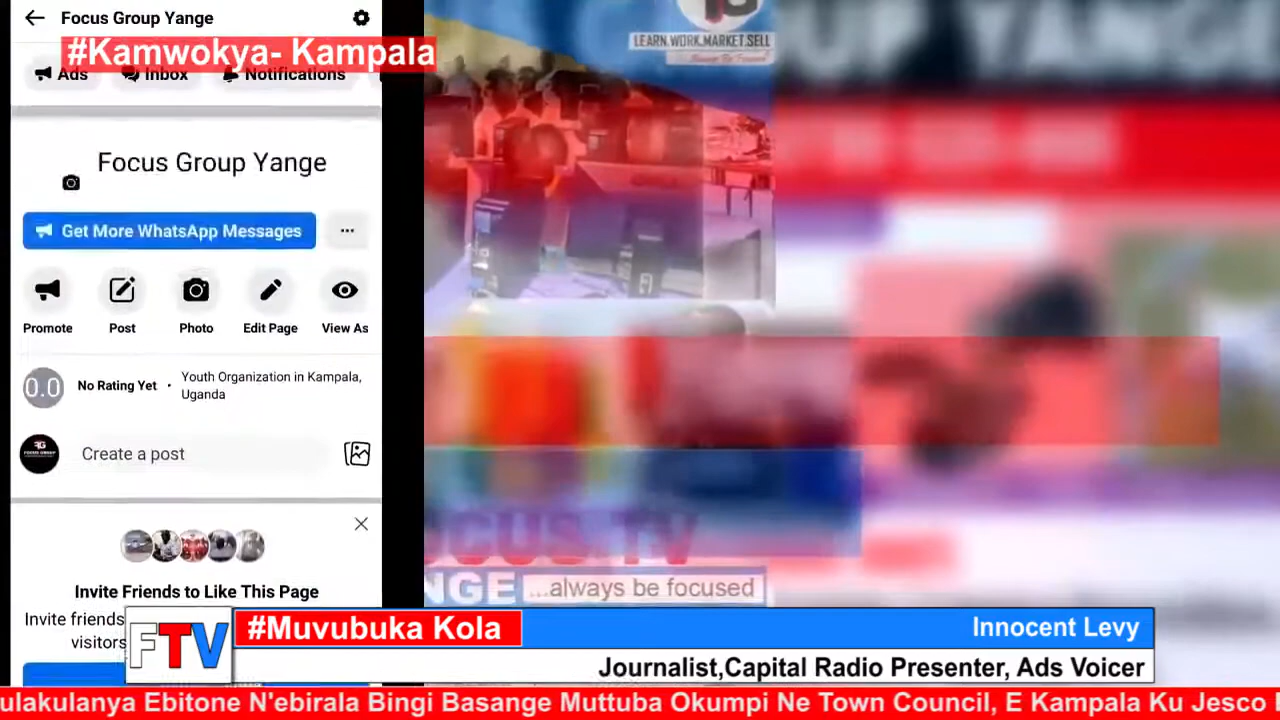 Focus Group Yange
#Kamwokya- Kampala
Ads
Inbox
Notifications
Focus Group Yange
Get More WhatsApp Messages
Promote
Post
Photo
Edit Page
View As
0.0
No Rating Yet
Youth Organization in Kampala,
Uganda
Create a post
Invite Friends to Like This Page
Invite friends
visitors
LEARN.WORK.MARKET.SELL
...always be focused
FTV
#Muvubuka Kola
Innocent Levy
Journalist,Capital Radio Presenter, Ads Voicer
Ebitone N'ebirala Bingi Basange Muttuba Okumpi Ne Town Council, E Kampala Ku Jesco